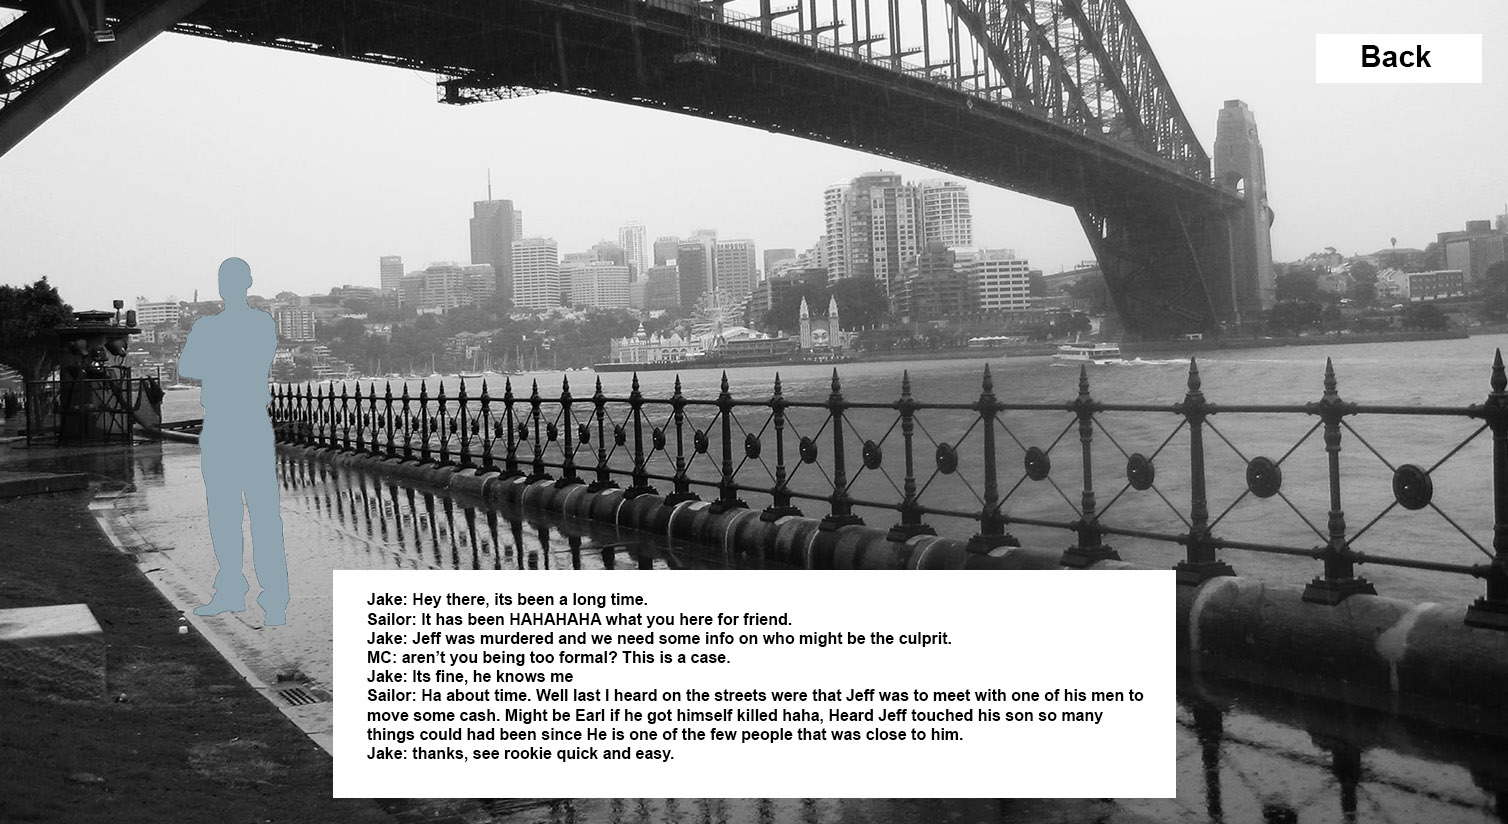 Back
Jake: Hey there, its been a long time.
Sailor: It has been HAHAHAHA what you here for friend.
Jake: Jeff was murdered and we need some info on who might be the culprit.
MC: aren’t you being too formal? This is a case.
Jake: Its fine, he knows me
Sailor: Ha about time. Well last I heard on the streets were that Jeff was to meet with one of his men to
move some cash. Might be Earl if he got himself killed haha, Heard Jeff touched his son so many
things could had been since He is one of the few people that was close to him.
Jake: thanks, see rookie quick and easy.